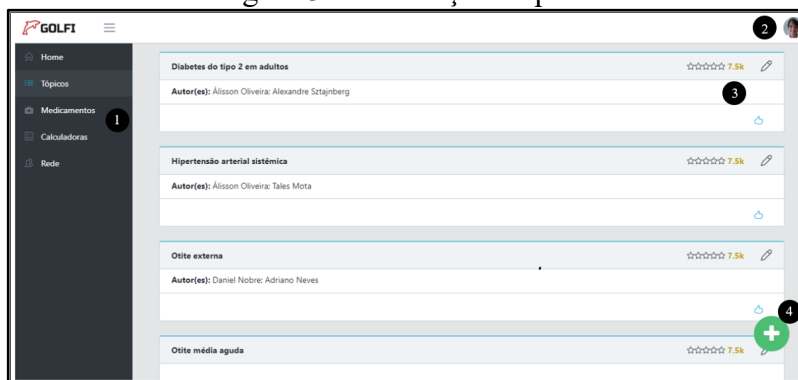 GOLFI
2
Home
Tópicos
Medicamentos
1
Calculadoras
Rede
Diabetes do tipo 2 em adultos
7.5k
Autor(es): Álisson Oliveira; Alexandre Sztajnberg
3
Hipertensão arterial sistêmica
7.5k
Autor(es): Álisson Oliveira; Tales Mota
Otite externa
7.5k
Autor(es): Daniel Nobre; Adriano Neves
4
Otite média aguda
7.5k